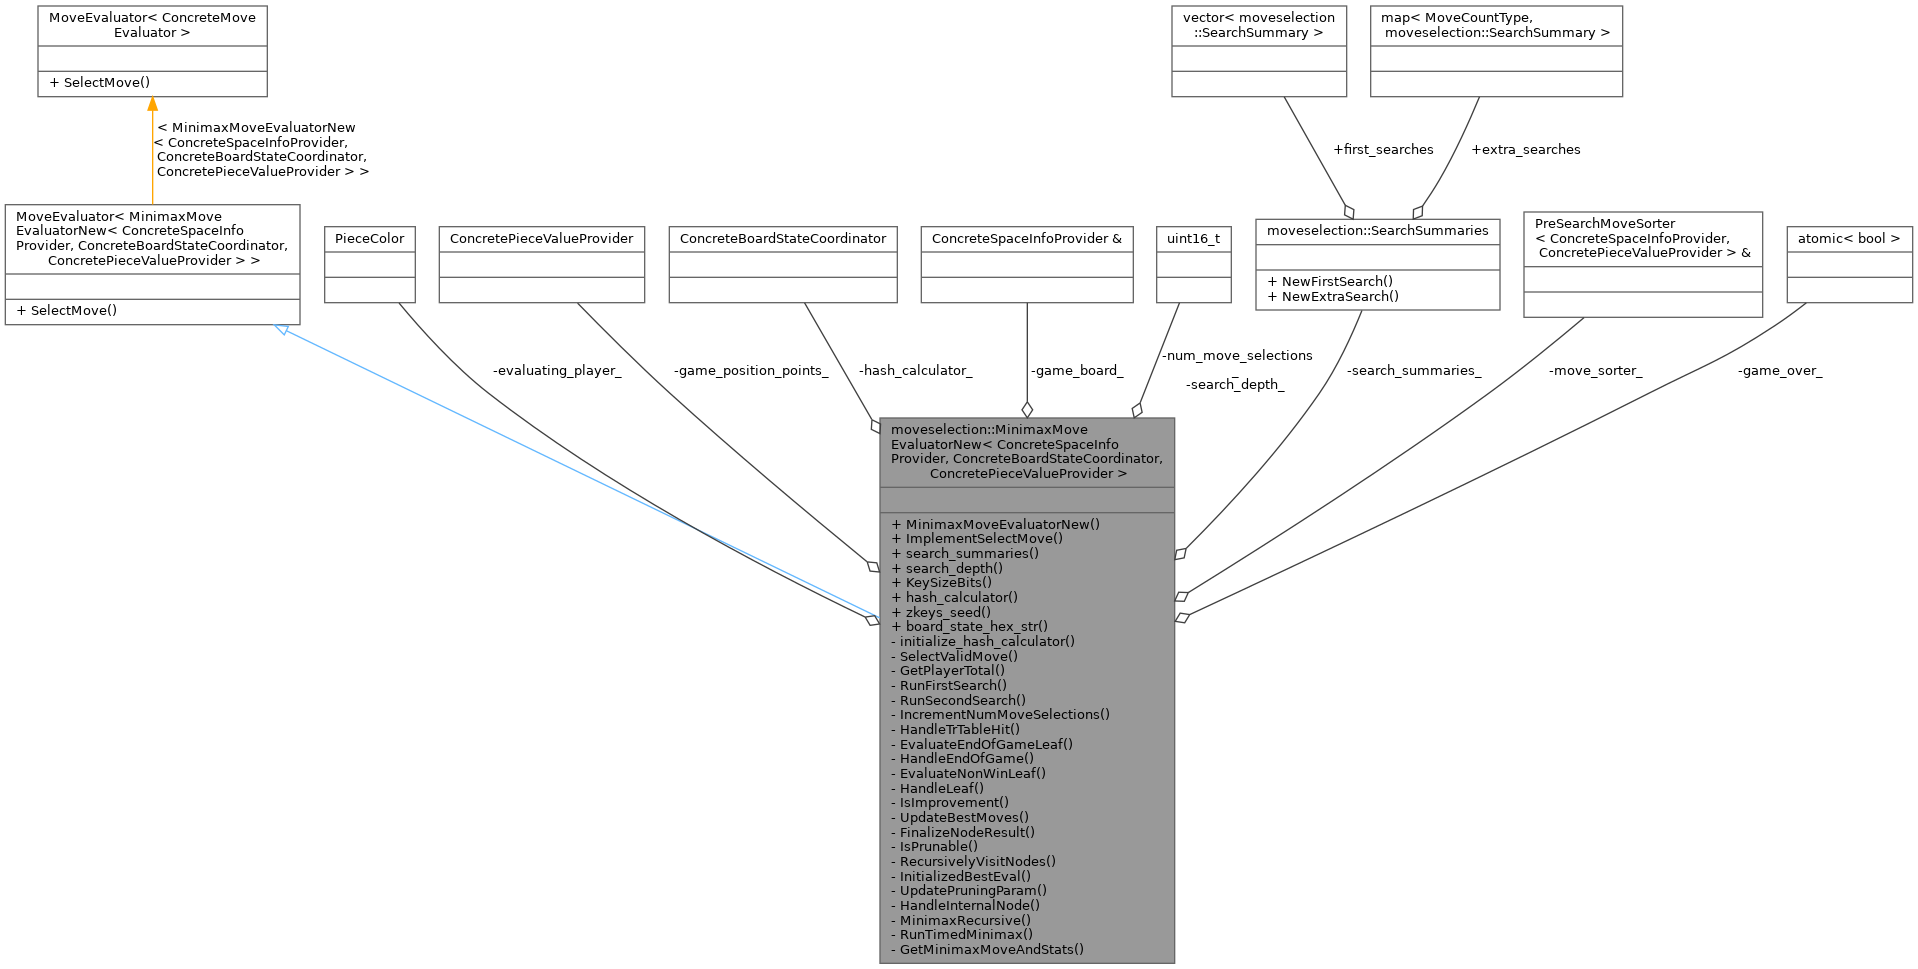 MoveEvaluator< ConcreteMove
Evaluator >
+ SelectMove()
vector< moveselection
::SearchSummary >
map< MoveCountType,
moveselection::SearchSummary >
< MinimaxMoveEvaluatorNew
< ConcreteSpaceInfoProvider,
ConcreteBoardStateCoordinator,
ConcretePieceValueProvider > >
+first_searches
+extra_searches
MoveEvaluator< MinimaxMove
EvaluatorNew< ConcreteSpaceInfo
Provider, ConcreteBoardStateCoordinator,
ConcretePieceValueProvider > >
+ SelectMove()
PieceColor
ConcretePieceValueProvider
ConcreteBoardStateCoordinator
ConcreteSpaceInfoProvider &
uint16_t
moveselection::SearchSummaries
+ NewFirstSearch()
+ NewExtraSearch()
PreSearchMoveSorter
< ConcreteSpaceInfoProvider,
ConcretePieceValueProvider > &
atomic< bool >
-evaluating_player_
-game_position_points_
-hash_calculator_
-game_board_
-num_move_selections
_
-search_depth_
-search_summaries_
-move_sorter_
-game_over_
moveselection::MinimaxMove
EvaluatorNew< ConcreteSpaceInfo
Provider, ConcreteBoardStateCoordinator,
ConcretePieceValueProvider >
+ MinimaxMoveEvaluatorNew()
+ ImplementSelectMove()
+ search_summaries()
+ search_depth()
+ KeySizeBits()
+ hash_calculator()
+ zkeys_seed()
+ board_state_hex_str()
- initialize_hash_calculator()
- SelectValidMove()
- GetPlayerTotal()
- RunFirstSearch()
- RunSecondSearch()
- IncrementNumMoveSelections()
- HandleTrTableHit()
- EvaluateEndOfGameLeaf()
- HandleEndOfGame()
- EvaluateNonWinLeaf()
- HandleLeaf()
- IsImprovement()
- UpdateBestMoves()
- FinalizeNodeResult()
- IsPrunable()
- RecursivelyVisitNodes()
- InitializedBestEval()
- UpdatePruningParam()
- HandleInternalNode()
- MinimaxRecursive()
- RunTimedMinimax()
- GetMinimaxMoveAndStats()